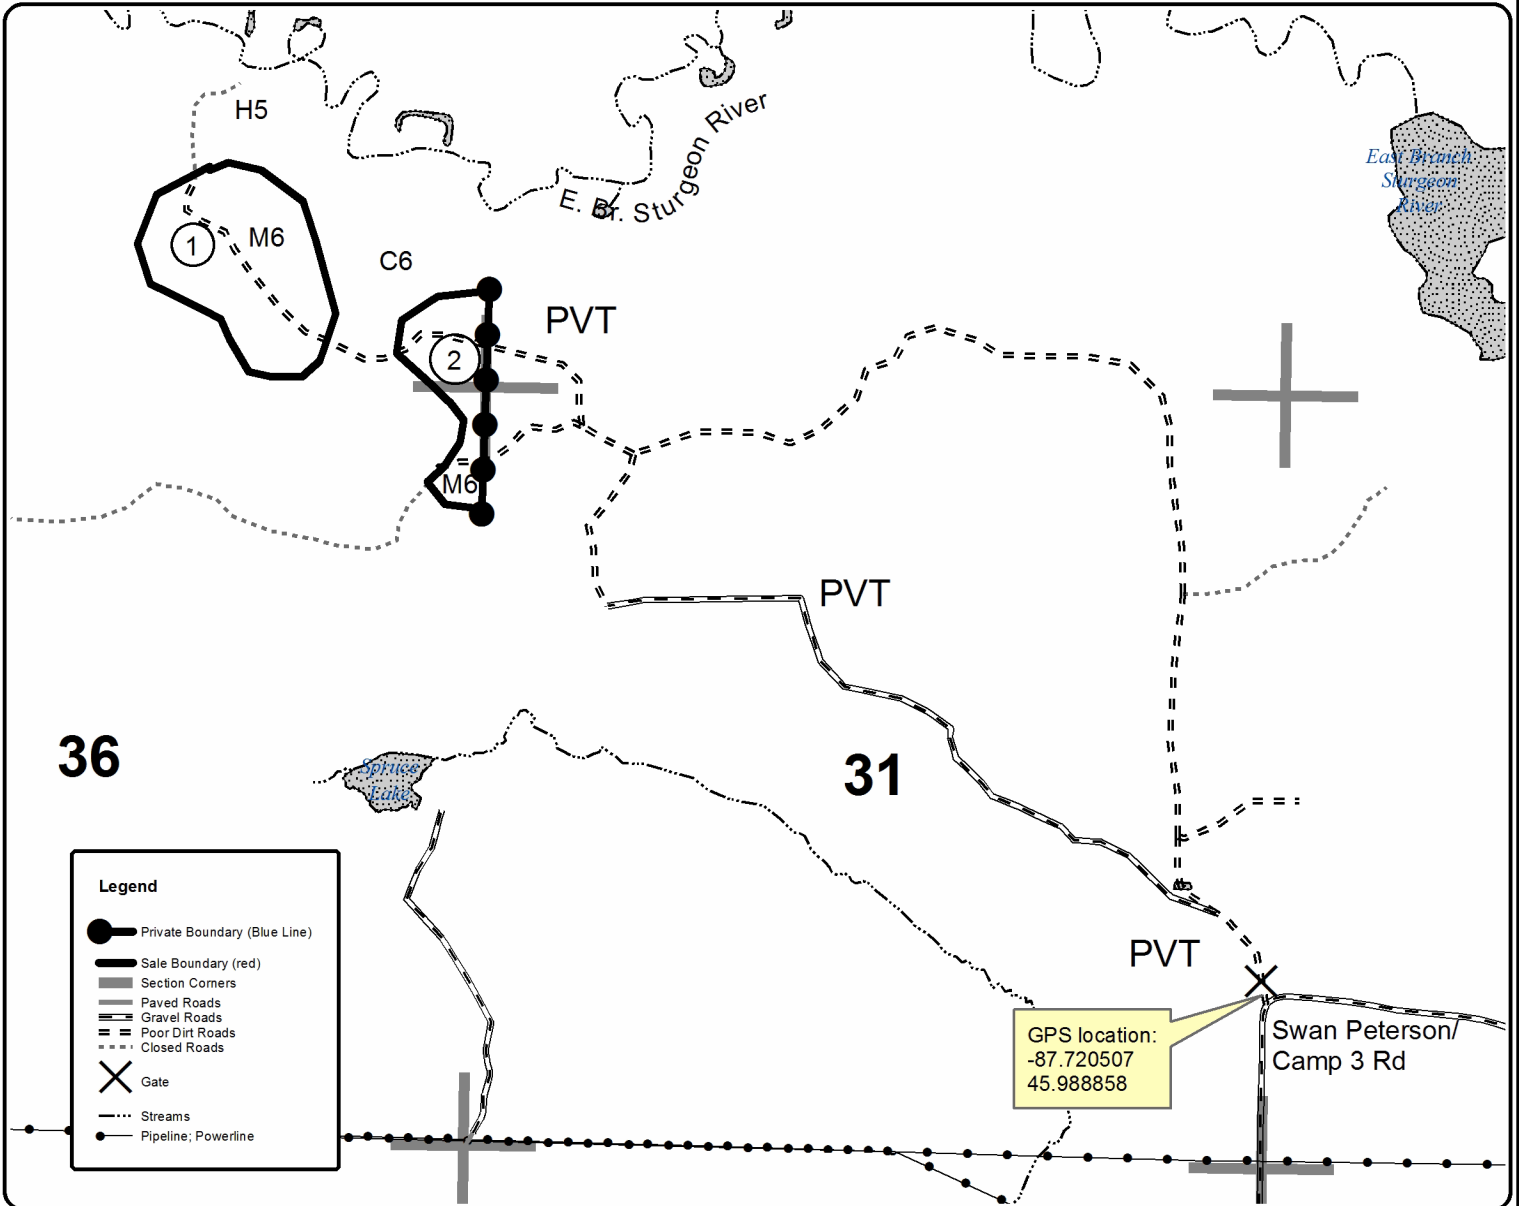 H5
E. Br. Sturgeon River
East Branch
Sturgeon
River
1
M6
C6
PVT
2
M6
PVT
36
Spruce
Lake
31
PVT
GPS location:
-87.720507
45.988858
Swan Peterson/
Camp 3 Rd
Legend
Private Boundary (Blue Line)
Sale Boundary (red)
Section Corners
Paved Roads
Gravel Roads
Poor Dirt Roads
Closed Roads
Gate
Streams
Pipeline; Powerline